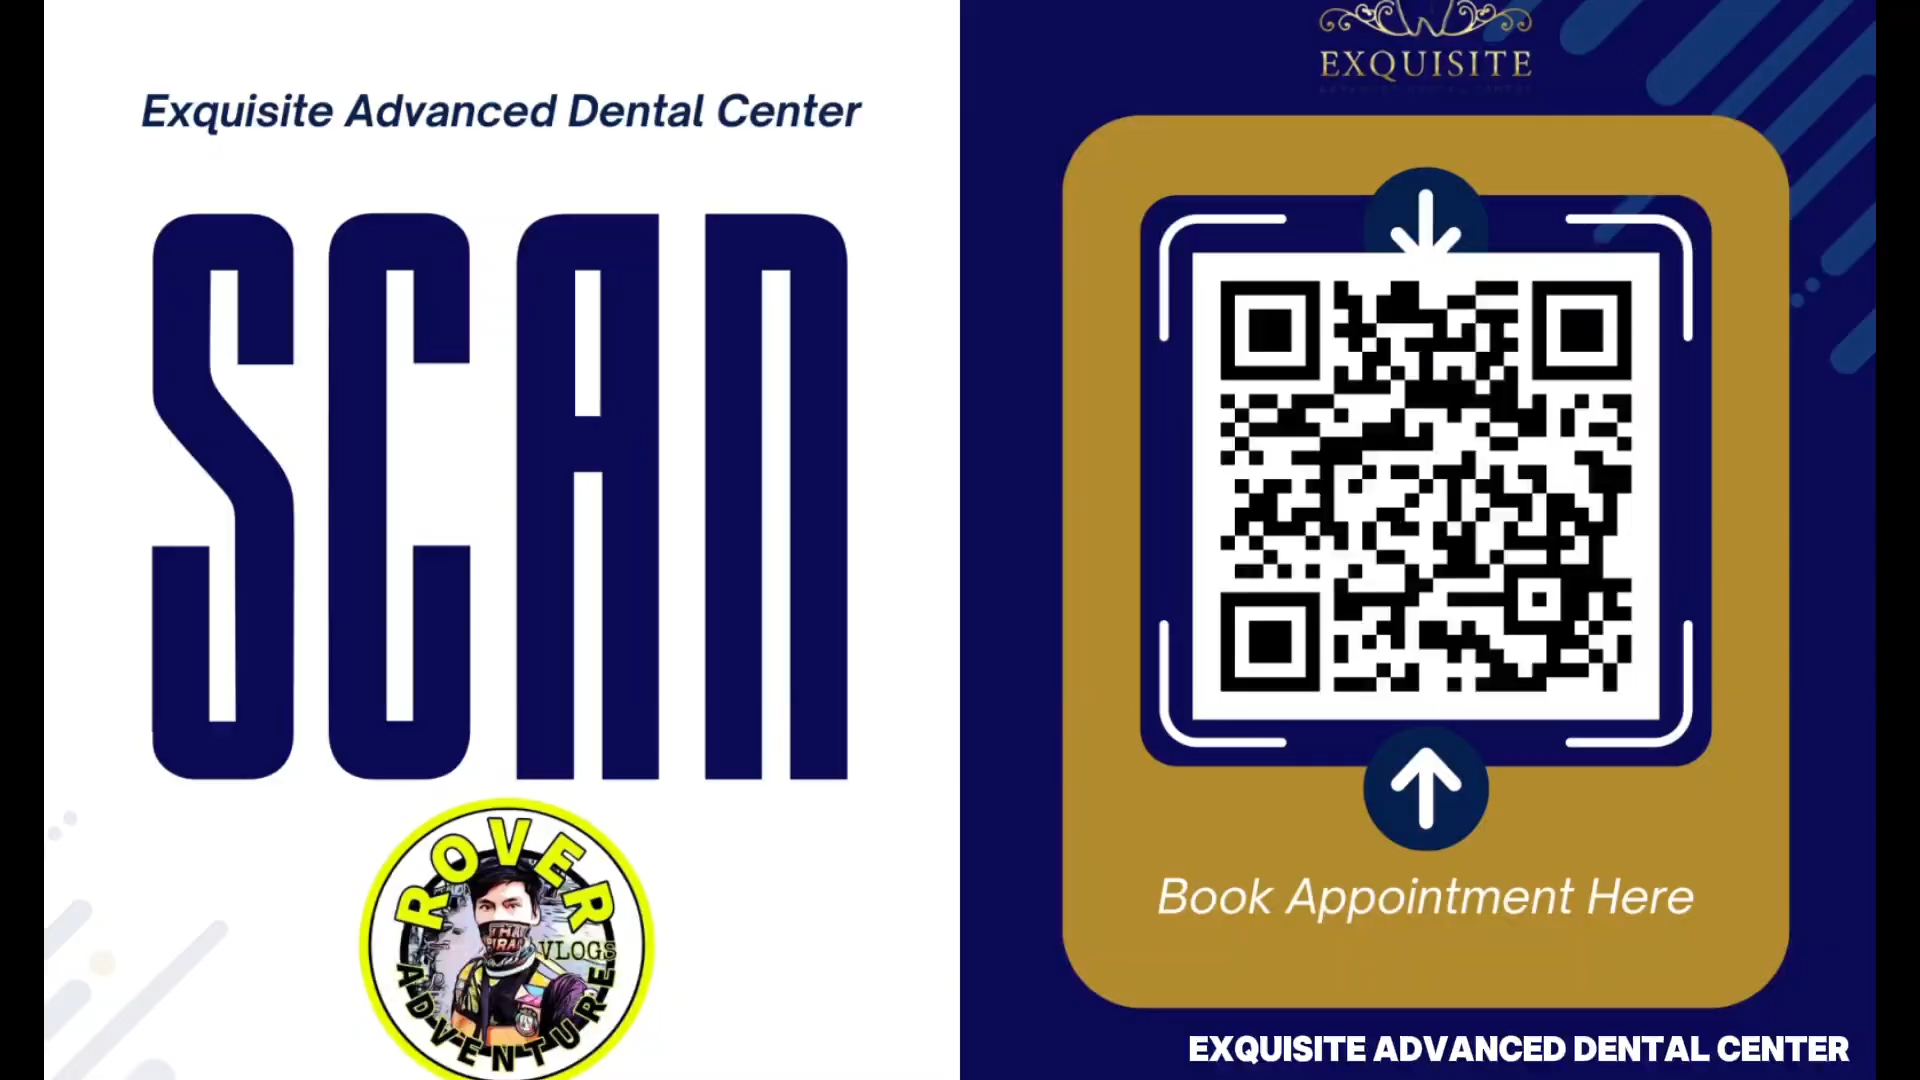 Exquisite Advanced Dental Center
SCAN
ROVER
VLOGS
ADVENTURE
EXQUISITE
Book Appointment Here
EXQUISITE ADVANCED DENTAL CENTER